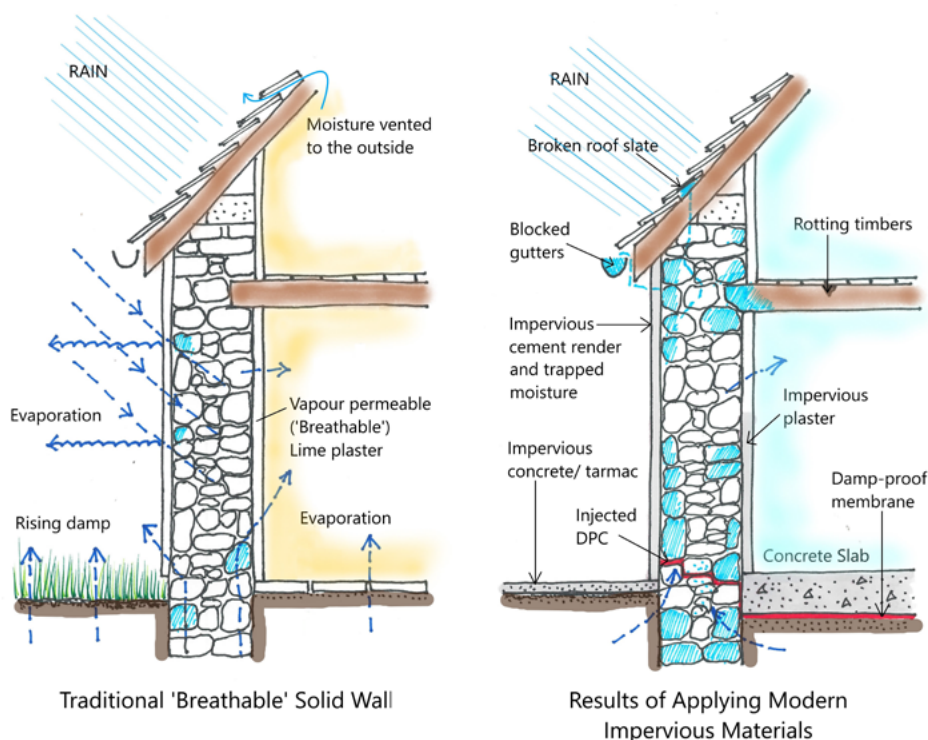 RAIN
Moisture vented
to the outside
Evaporation
Vapour permeable
('Breathable')
Lime plaster
Rising damp
Evaporation
Traditional 'Breathable' Solid Wall
RAIN
Broken roof slate
Blocked
gutters
Rotting timbers
Impervious
cement render
and trapped
moisture
Impervious
plaster
Impervious
concrete/ tarmac
Damp-proof
membrane
Injected
DPC
Concrete Slab
Results of Applying Modern
Impervious Materials